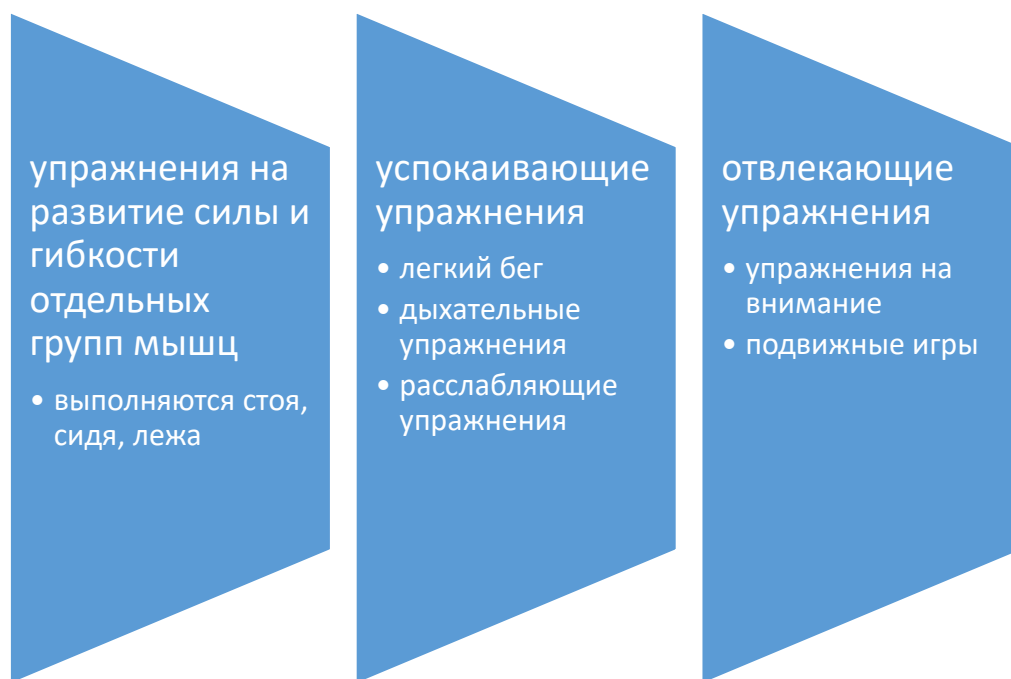 упражнения на
развитие силы и
гибкости
отдельных
групп мышц
• выполняются стоя,
сидя, лежа
успокаивающие
упражнения
• легкий бег
• дыхательные
упражнения
• расслабляющие
упражнения
отвлекающие
упражнения
• упражнения на
внимание
• подвижные игры